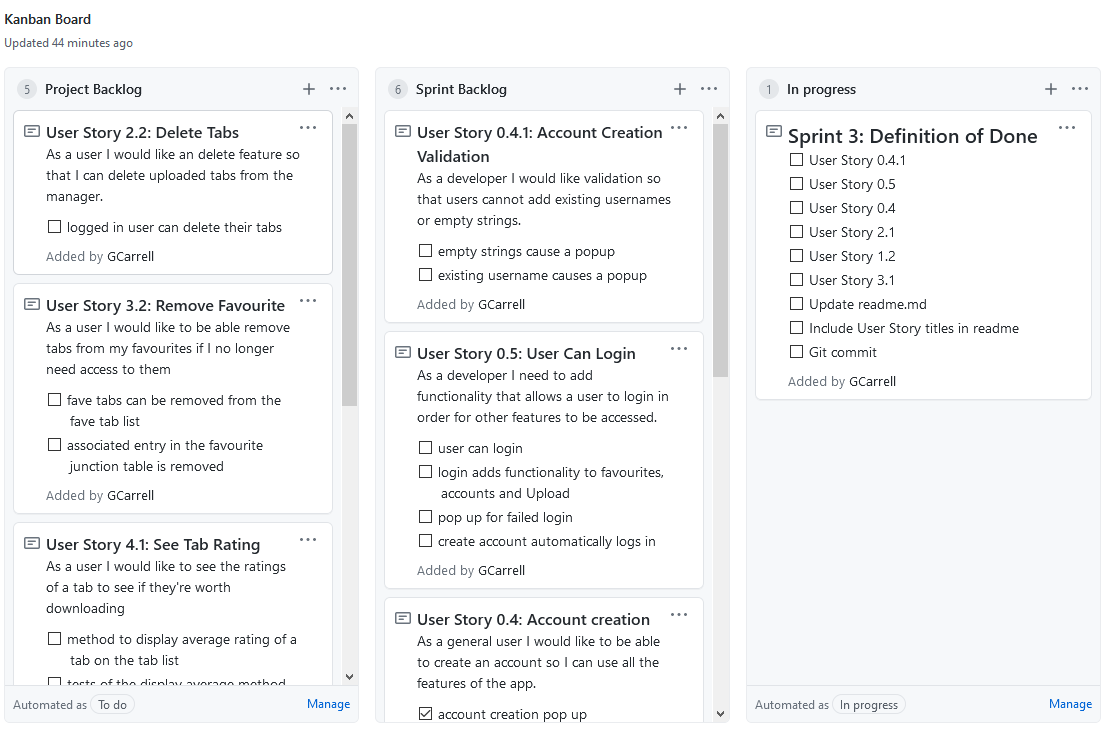 Kanban Board
Updated 44 minutes ago
5 Project Backlog
User Story 2.2: Delete Tabs
As a user I would like an delete feature so
that I can delete uploaded tabs from the
manager.
logged in user can delete their tabs
Added by GCarrell
User Story 3.2: Remove Favourite
As a user I would like to be able remove
tabs from my favourites if I no longer
need access to them
fave tabs can be removed from the
fave tab list
associated entry in the favourite
junction table is removed
Added by GCarrell
User Story 4.1: See Tab Rating
As a user I would like to see the ratings
of a tab to see if they're worth
downloading
method to display average rating of a
tab on the tab list
tests of the display average method
Automated as To do Manage
6 Sprint Backlog
User Story 0.4.1: Account Creation
Validation
As a developer I would like validation so
that users cannot add existing usernames
or empty strings.
empty strings cause a popup
existing username causes a popup
Added by GCarrell
User Story 0.5: User Can Login
As a developer I need to add
functionality that allows a user to login in
order for other features to be accessed.
user can login
login adds functionality to favourites,
accounts and Upload
pop up for failed login
create account automatically logs in
Added by GCarrell
User Story 0.4: Account creation
As a general user I would like to be able
to create an account so I can use all the
features of the app.
account creation pop up
1 In progress
Sprint 3: Definition of Done
User Story 0.4.1
User Story 0.5
User Story 0.4
User Story 2.1
User Story 1.2
User Story 3.1
Update readme.md
Include User Story titles in readme
Git commit
Added by GCarrell
Automated as In progress Manage